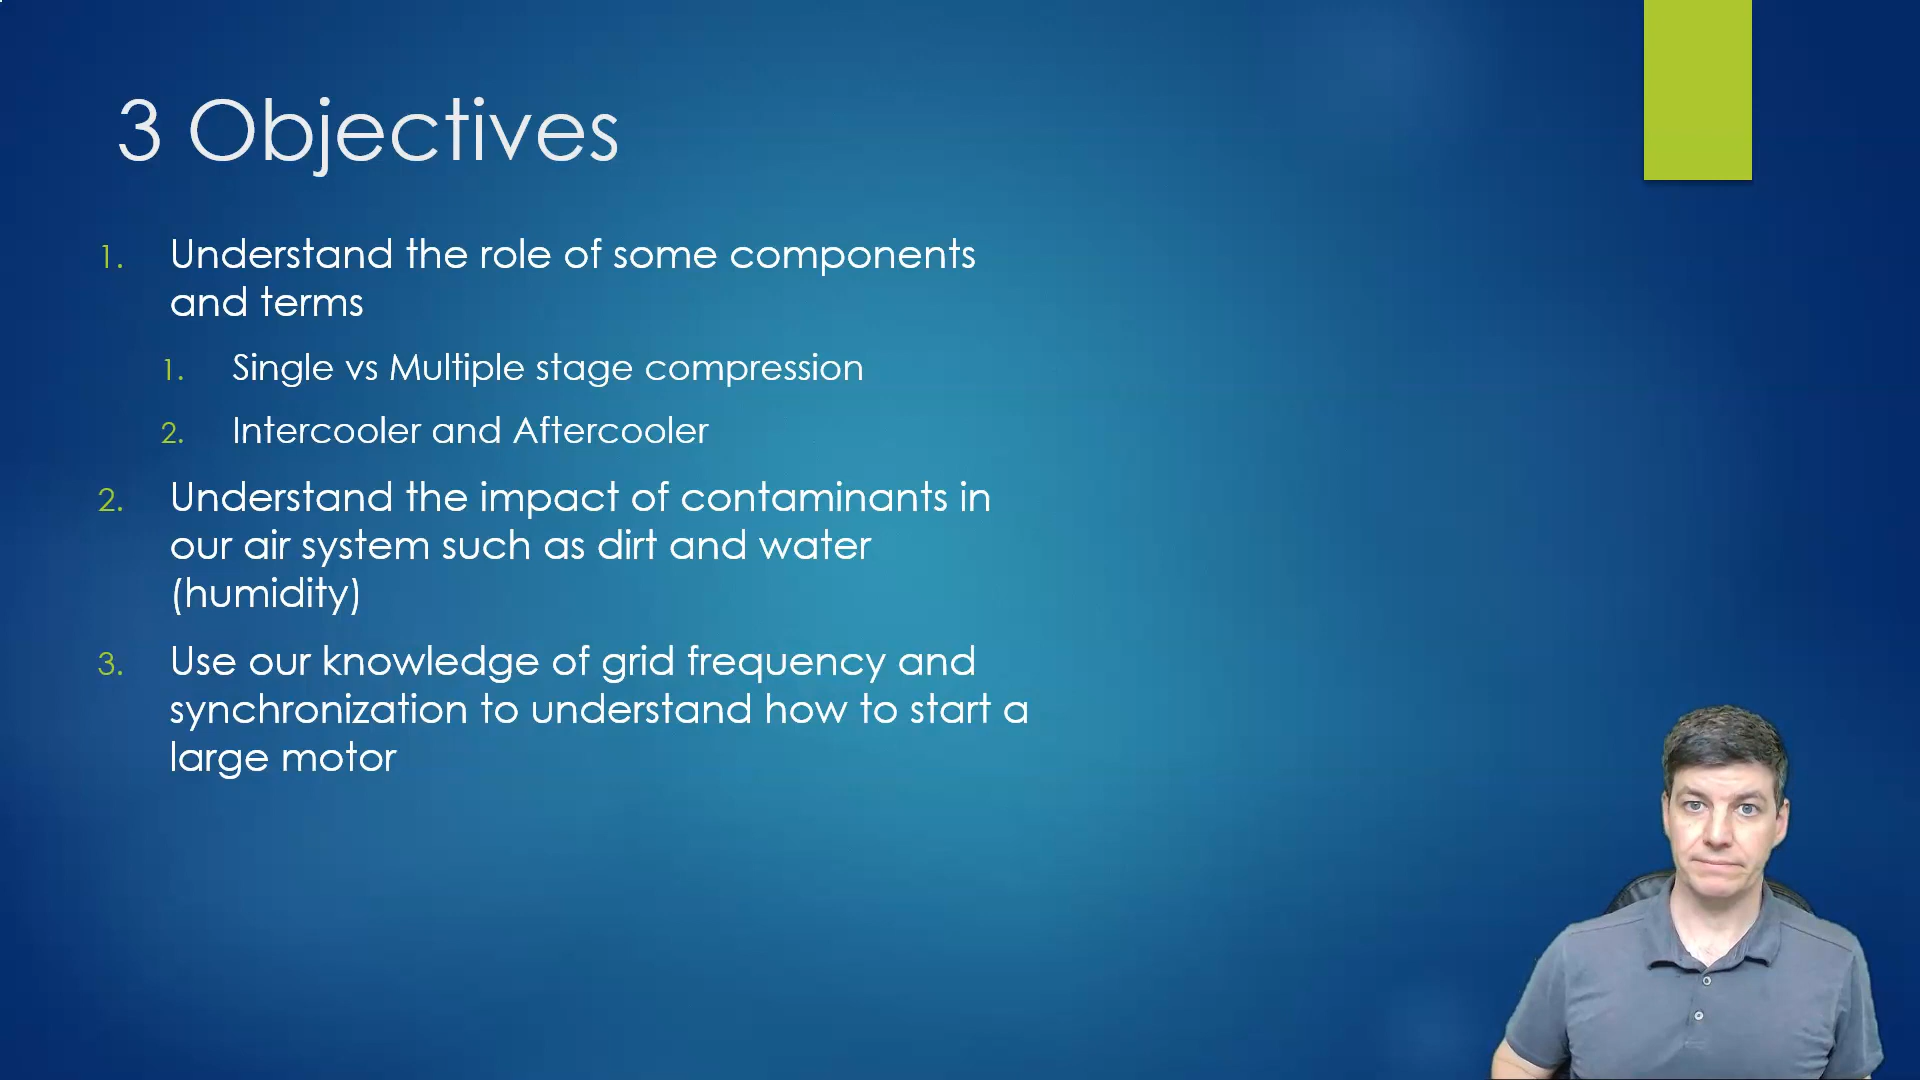 3 Objectives
1. Understand the role of some components
and terms
1. Single vs Multiple stage compression
2. Intercooler and Aftercooler
2. Understand the impact of contaminants in
our air system such as dirt and water
(humidity)
3. Use our knowledge of grid frequency and
synchronization to understand how to start a
large motor